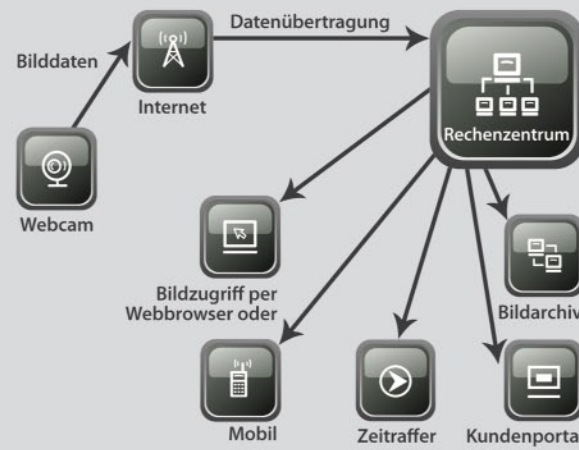 Datenübertragung
Bilddaten
Internet
Rechenzentrum
Webcam
Bildzugriff per
Webbrowser oder
Bildarchiv
Mobil
Zeitraffer
Kundenporta